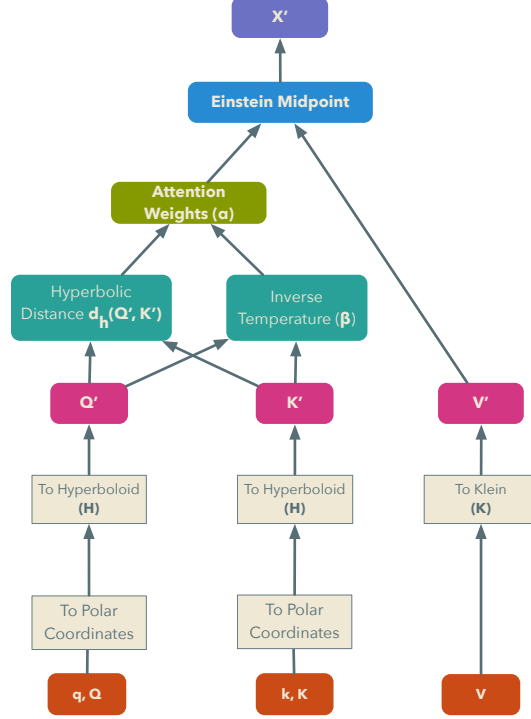 X'
Einstein Midpoint
Attention
Weights (α)
Hyperbolic
Distance d_h(Q', K')
Inverse
Temperature (β)
Q'
K'
V'
To Hyperboloid
(H)
To Hyperboloid
(H)
To Klein
(K)
To Polar
Coordinates
To Polar
Coordinates
q, Q
k, K
V